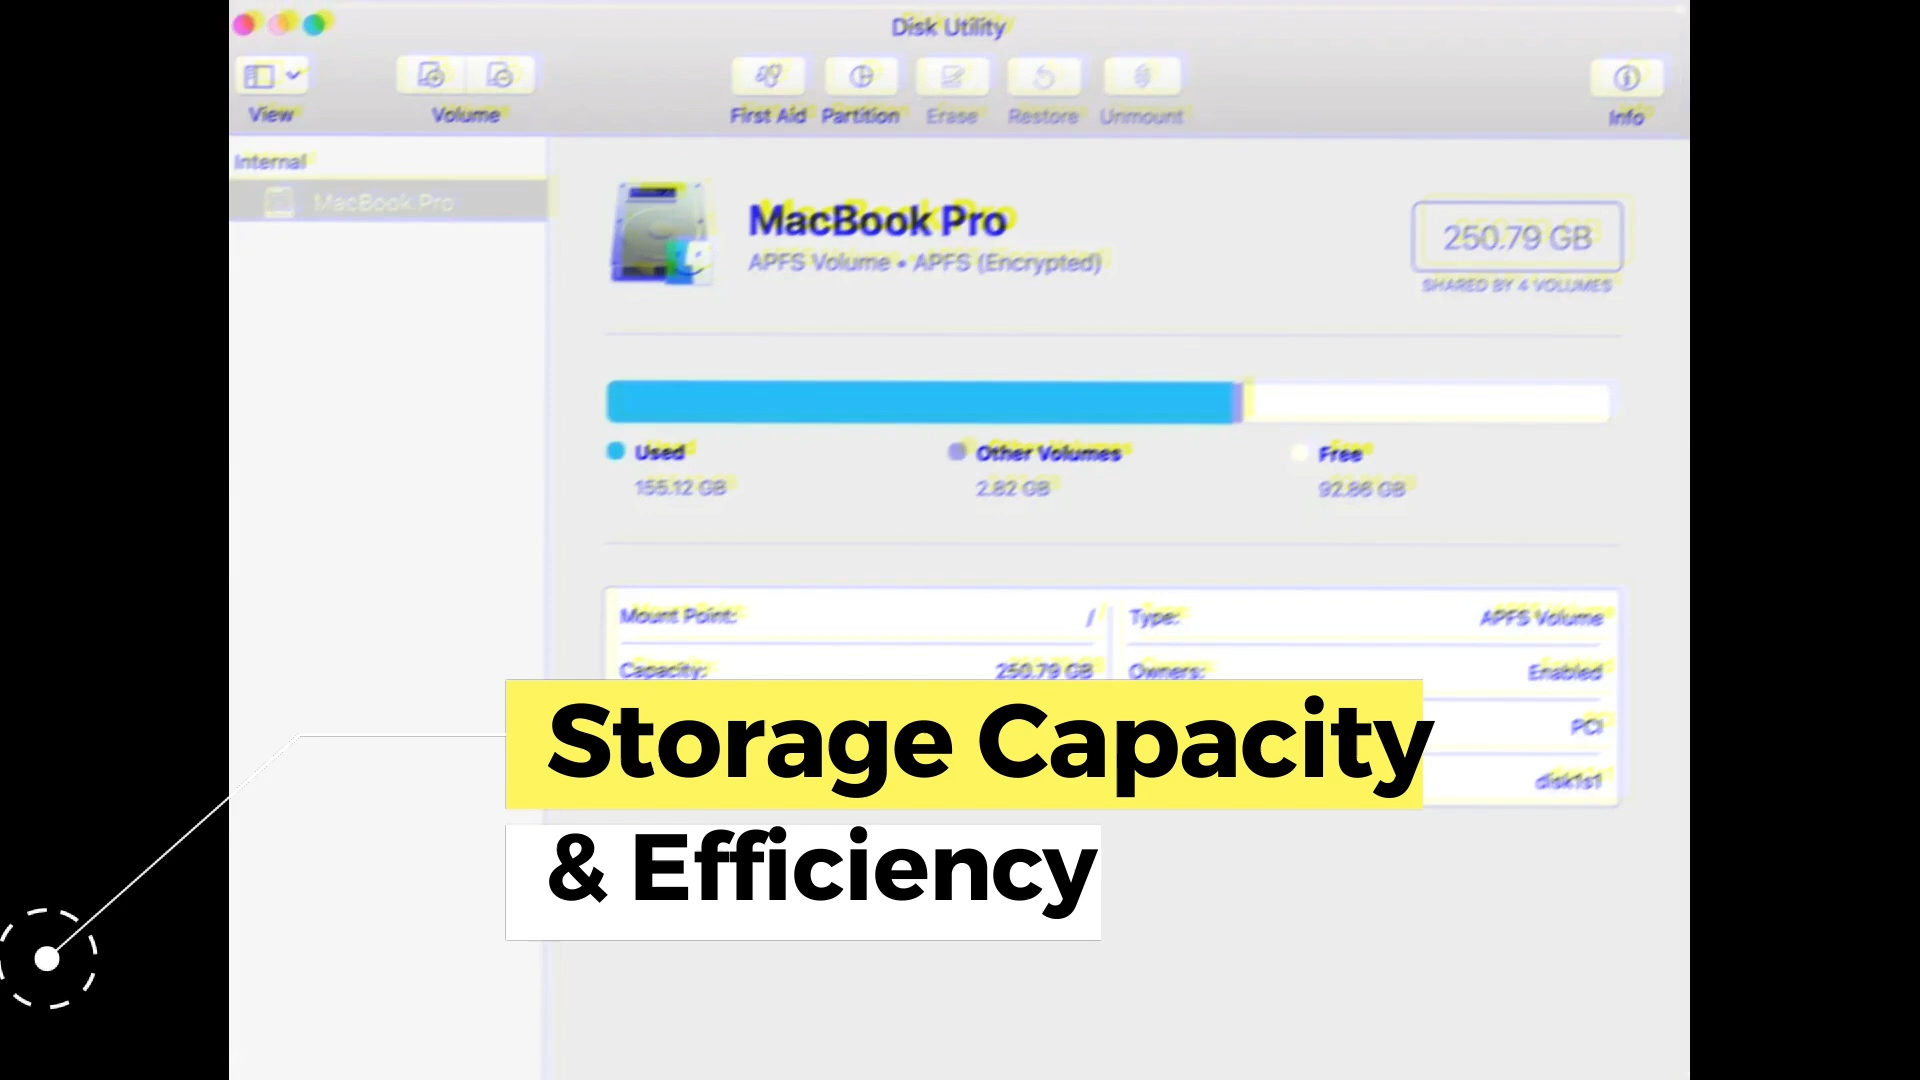 Disk Utility
View
Volume
First Aid
Partition
Erase
Restore
Unmount
Info
Internal
MacBook Pro
MacBook Pro
APFS Volume • APFS (Encrypted)
250.79 GB
SHARED BY 4 VOLUMES
Used
155.12 GB
Other Volumes
2.82 GB
Free
92.86 GB
Mount Point: /
Type: APFS Volume
Capacity: 250.79 GB
Owners: Enabled
PCI
disk1s1
Storage Capacity
& Efficiency